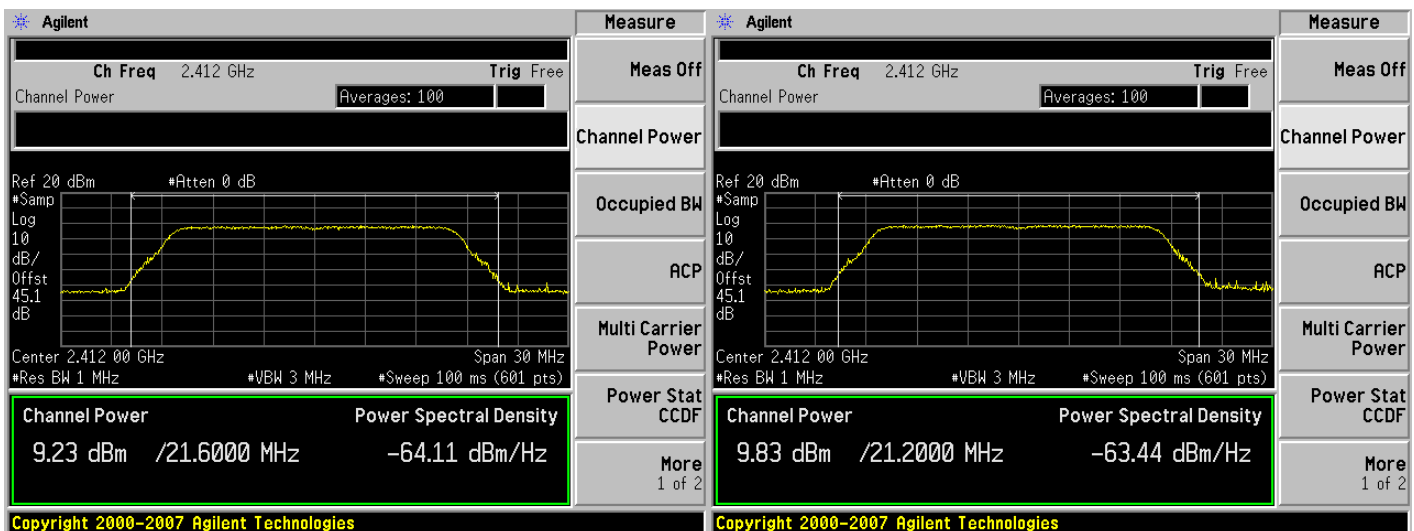 Agilent
Measure
Ch Freq 2.412 GHz Trig Free
Channel Power Averages: 100
Ref 20 dBm #Atten 0 dB
#Samp
Log
10
dB/
Offst
45.1
dB
Center 2.412 00 GHz Span 30 MHz
#Res BW 1 MHz #VBW 3 MHz #Sweep 100 ms (601 pts)
Channel Power Power Spectral Density
9.23 dBm /21.6000 MHz -64.11 dBm/Hz
Meas Off
Channel Power
Occupied BW
ACP
Multi Carrier
Power
Power Stat
CCDF
More
1 of 2
Copyright 2000-2007 Agilent Technologies
Agilent
Measure
Ch Freq 2.412 GHz Trig Free
Channel Power Averages: 100
Ref 20 dBm #Atten 0 dB
#Samp
Log
10
dB/
Offst
45.1
dB
Center 2.412 00 GHz Span 30 MHz
#Res BW 1 MHz #VBW 3 MHz #Sweep 100 ms (601 pts)
Channel Power Power Spectral Density
9.83 dBm /21.2000 MHz -63.44 dBm/Hz
Meas Off
Channel Power
Occupied BW
ACP
Multi Carrier
Power
Power Stat
CCDF
More
1 of 2
Copyright 2000-2007 Agilent Technologies